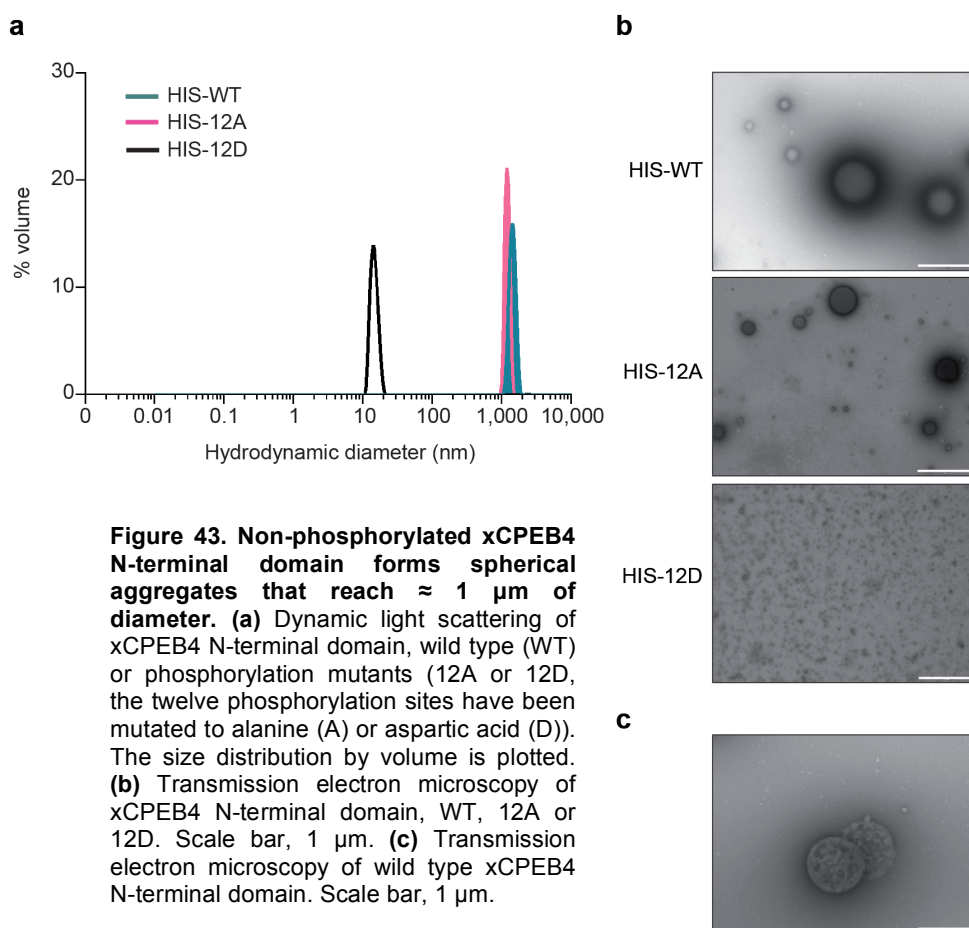 a
30
20
10
0
% volume
HIS-WT
HIS-12A
HIS-12D
0 0.01 0.1 1 10 100 1,000 10,000
Hydrodynamic diameter (nm)
Figure 43. Non-phosphorylated xCPEB4
N-terminal domain forms spherical
aggregates that reach ≈ 1 µm of
diameter. (a) Dynamic light scattering of
xCPEB4 N-terminal domain, wild type (WT)
or phosphorylation mutants (12A or 12D,
the twelve phosphorylation sites have been
mutated to alanine (A) or aspartic acid (D)).
The size distribution by volume is plotted.
(b) Transmission electron microscopy of
xCPEB4 N-terminal domain, WT, 12A or
12D. Scale bar, 1 µm. (c) Transmission
electron microscopy of wild type xCPEB4
N-terminal domain. Scale bar, 1 µm.
b
HIS-WT
HIS-12A
HIS-12D
c